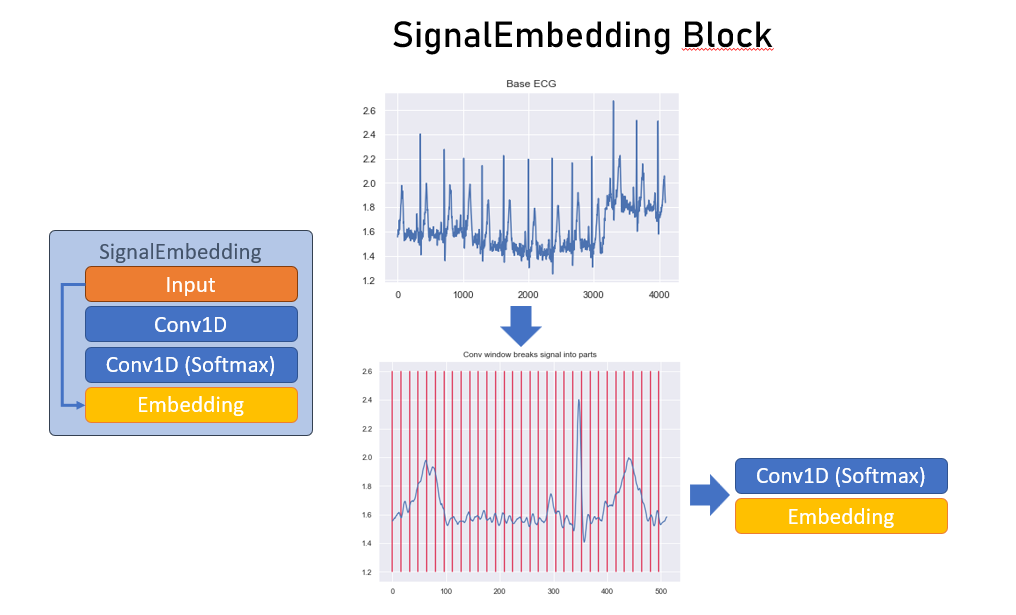 SignalEmbedding Block
Base ECG
2.6
2.4
2.2
2.0
1.8
1.6
1.4
1.2
0 1000 2000 3000 4000
SignalEmbedding
Input
Conv1D
Conv1D (Softmax)
Embedding
Conv window breaks signal into parts
2.6
2.4
2.2
2.0
1.8
1.6
1.4
1.2
0 100 200 300 400 500
Conv1D (Softmax)
Embedding